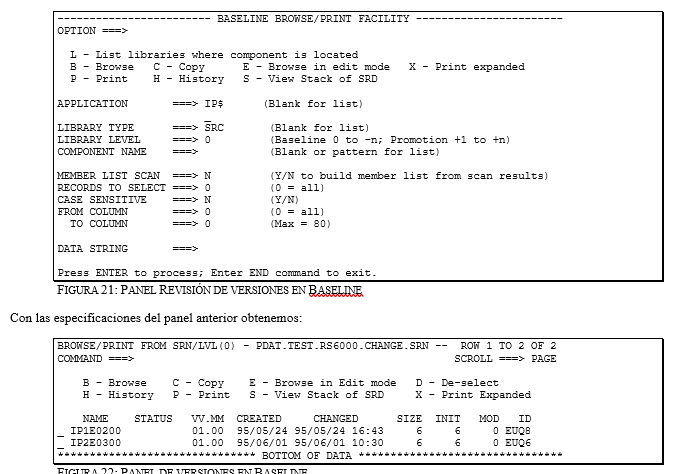 ----------------------- BASELINE BROWSE/PRINT FACILITY ----------------------
OPTION ===>
L - List libraries where component is located
B - Browse C - Copy E - Browse in edit mode X - Print expanded
P - Print H - History S - View Stack of SRD
APPLICATION ===> IP$ (Blank for list)
LIBRARY TYPE ===> SRC (Blank for list)
LIBRARY LEVEL ===> 0 (Baseline 0 to -n; Promotion +1 to +n)
COMPONENT NAME ===> (Blank or pattern for list)
MEMBER LIST SCAN ===> N (Y/N to build member list from scan results)
RECORDS TO SELECT ===> 0 (0 = all)
CASE SENSITIVE ===> N (Y/N)
FROM COLUMN ===> 0 (0 = all)
TO COLUMN ===> 0 (Max = 80)
DATA STRING ===>
Press ENTER to process; Enter END command to exit.
FIGURA 21: PANEL REVISIÓN DE VERSIONES EN BASELINE
Con las especificaciones del panel anterior obtenemos:
BROWSE/PRINT FROM SRN/LVL(0) - PDAT.TEST.RS6000.CHANGE.SRN -- ROW 1 TO 2 OF 2
COMMAND ===> SCROLL ===> PAGE
B - Browse C - Copy E - Browse in Edit mode D - De-select
H - History P - Print S - View Stack of SRD X - Print Expanded
NAME STATUS VV.MM CREATED CHANGED SIZE INIT MOD ID
_ IP1E0200 01.00 95/05/24 95/05/24 16:43 6 6 0 EUQ8
_ IP2E0300 01.00 95/06/01 95/06/01 10:30 6 6 0 EUQ6
******************************* BOTTOM OF DATA ********************************
FIGURA 22: PANEL DE VERSIONES EN BASELINE